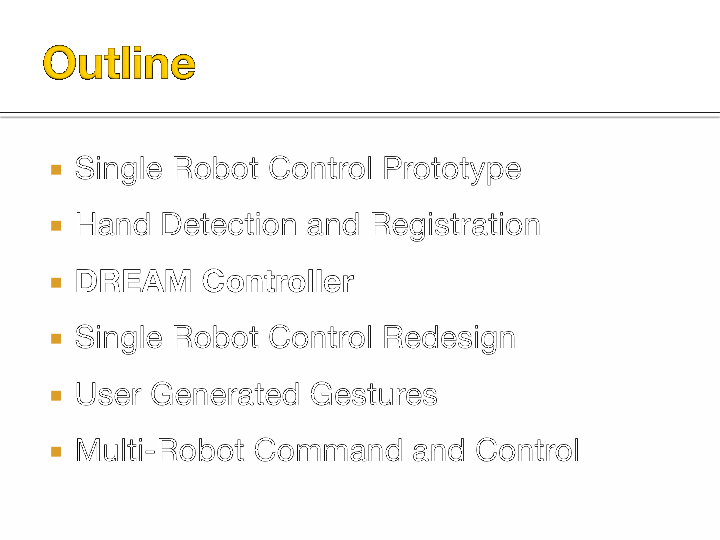 Outline
Single Robot Control Prototype
Hand Detection and Registration
DREAM Controller
Single Robot Control Redesign
User Generated Gestures
Multi-Robot Command and Control